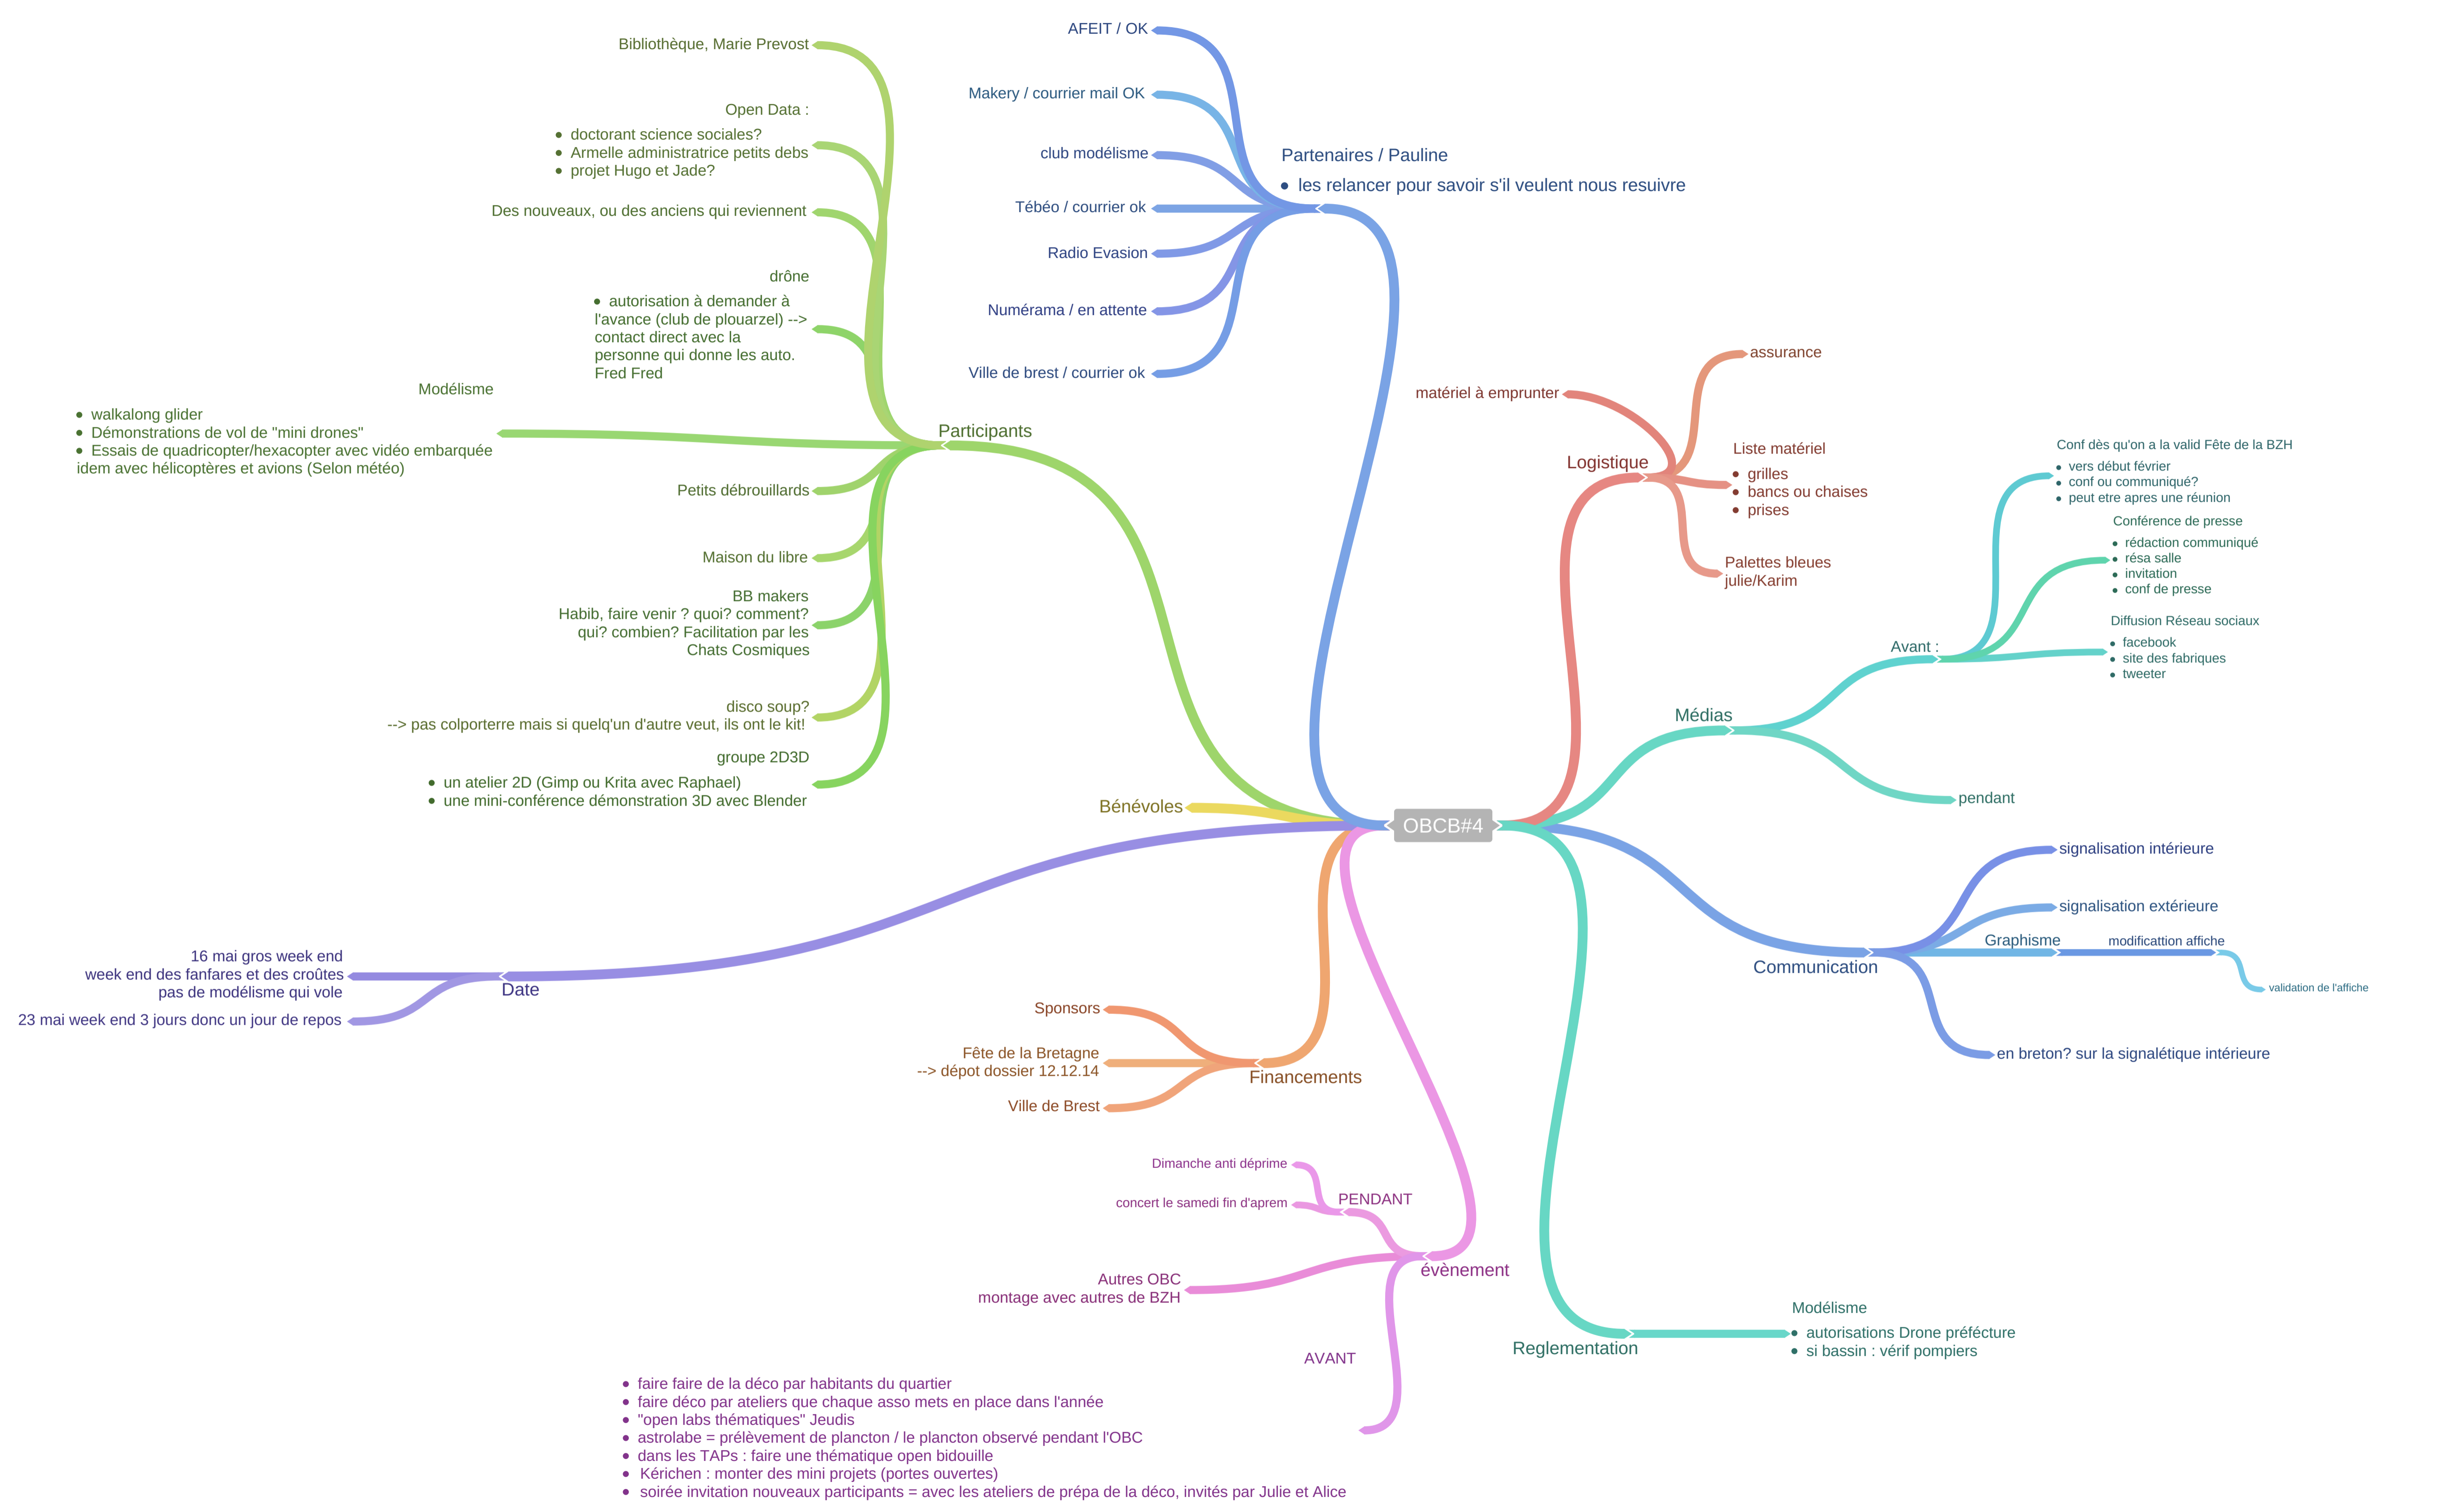 OBCB#4
Partenaires / Pauline
les relancer pour savoir s'il veulent nous resuivre
AFEIT / OK
Makery / courrier mail OK
club modélisme
Tébéo / courrier ok
Radio Evasion
Numérama / en attente
Ville de brest / courrier ok
Participants
Bibliothèque, Marie Prevost
Open Data :
doctorant science sociales?
Armelle administratrice petits debs
projet Hugo et Jade?
Des nouveaux, ou des anciens qui reviennent
drône
autorisation à demander à
l'avance (club de plouarzel) -->
contact direct avec la
personne qui donne les auto.
Fred Fred
Modélisme
walkalong glider
Démonstrations de vol de "mini drones"
Essais de quadricopter/hexacopter avec vidéo embarquée
idem avec hélicoptères et avions (Selon météo)
Petits débrouillards
Maison du libre
BB makers
Habib, faire venir ? quoi? comment?
qui? combien? Facilitation par les
Chats Cosmiques
disco soup?
--> pas colporterre mais si quelq'un d'autre veut, ils ont le kit!
groupe 2D3D
un atelier 2D (Gimp ou Krita avec Raphael)
une mini-conférence démonstration 3D avec Blender
Bénévoles
Date
16 mai gros week end
week end des fanfares et des croûtes
pas de modélisme qui vole
23 mai week end 3 jours donc un jour de repos
Financements
Sponsors
Fête de la Bretagne
--> dépot dossier 12.12.14
Ville de Brest
évènement
PENDANT
Dimanche anti déprime
concert le samedi fin d'aprem
Autres OBC
montage avec autres de BZH
AVANT
faire faire de la déco par habitants du quartier
faire déco par ateliers que chaque asso mets en place dans l'année
"open labs thématiques" Jeudis
astrolabe = prélèvement de plancton / le plancton observé pendant l'OBC
dans les TAPs : faire une thématique open bidouille
Kérichen : monter des mini projets (portes ouvertes)
soirée invitation nouveaux participants = avec les ateliers de prépa de la déco, invités par Julie et Alice
Logistique
matériel à emprunter
assurance
Liste matériel
grilles
bancs ou chaises
prises
Palettes bleues
julie/Karim
Médias
Avant :
Conf dès qu'on a la valid Fête de la BZH
vers début février
conf ou communiqué?
peut etre apres une réunion
Conférence de presse
rédaction communiqué
résa salle
invitation
conf de presse
Diffusion Réseau sociaux
facebook
site des fabriques
tweeter
pendant
Communication
signalisation intérieure
signalisation extérieure
Graphisme
modificattion affiche
validation de l'affiche
en breton? sur la signalétique intérieure
Reglementation
Modélisme
autorisations Drone préfécture
si bassin : vérif pompiers